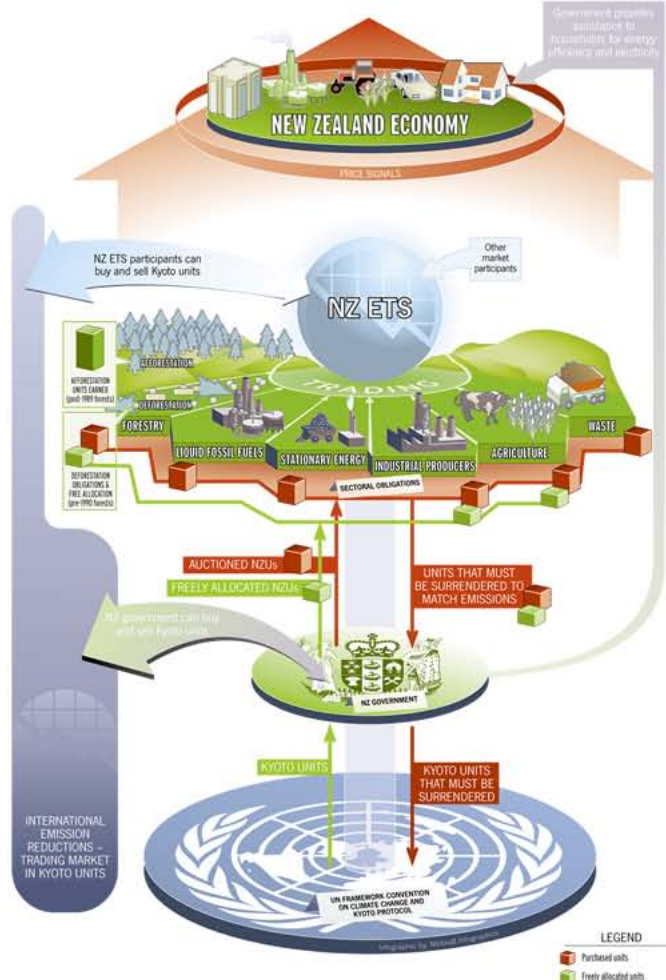 Government provides
assistance to
households for energy
efficiency and electricity
NEW ZEALAND ECONOMY
PRICE SIGNALS
NZ ETS participants can
buy and sell Kyoto units
Other
market
participants
NZ ETS
TRADING
AFFORESTATION
UNITS EARNED
(post-1989 forests)
AFFORESTATION
DEFORESTATION
FORESTRY
LIQUID FOSSIL FUELS
STATIONARY ENERGY
INDUSTRIAL PRODUCERS
AGRICULTURE
WASTE
DEFORESTATION
OBLIGATIONS &
FREE ALLOCATION
(pre-1990 forests)
SECTORAL OBLIGATIONS
AUCTIONED NZUs
FREELY ALLOCATED NZUs
UNITS THAT MUST
BE SURRENDERED TO
MATCH EMISSIONS
NZ government can buy
and sell Kyoto units
NZ GOVERNMENT
KYOTO UNITS
KYOTO UNITS
THAT MUST BE
SURRENDERED
INTERNATIONAL
EMISSION
REDUCTIONS –
TRADING MARKET
IN KYOTO UNITS
UN FRAMEWORK CONVENTION
ON CLIMATE CHANGE AND
KYOTO PROTOCOL
LEGEND
Purchased units
Freely allocated units